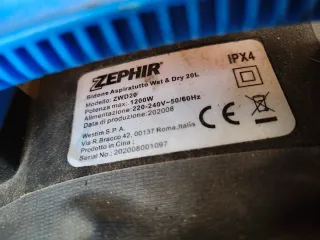 ZEPHIR
IPX4
Bidone Aspiratutto Wet & Dry 20L
Modello: ZWD20
Potenza max: 1200W
Alimentazione: 220-240V~50/60Hz
Data di produzione: 202008
Westim S.P.A.
Via R.Bracco 42, 00137 Roma,Italia
Prodotto in Cina
Serial No.: 202008001097